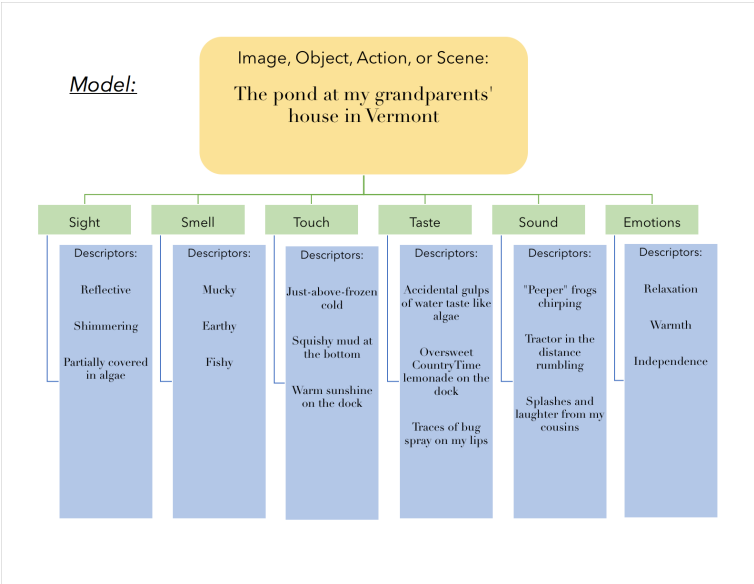 Model:
Image, Object, Action, or Scene:
The pond at my grandparents'
house in Vermont
Sight
Descriptors:
Reflective
Shimmering
Partially covered
in algae
Smell
Descriptors:
Mucky
Earthy
Fishy
Touch
Descriptors:
Just-above-frozen
cold
Squishy mud at
the bottom
Warm sunshine
on the dock
Taste
Descriptors:
Accidental gulps
of water taste like
algae
Oversweet
CountryTime
lemonade on the
dock
Traces of bug
spray on my lips
Sound
Descriptors:
"Peeper" frogs
chirping
Tractor in the
distance
rumbling
Splashes and
laughter from my
cousins
Emotions
Descriptors:
Relaxation
Warmth
Independence